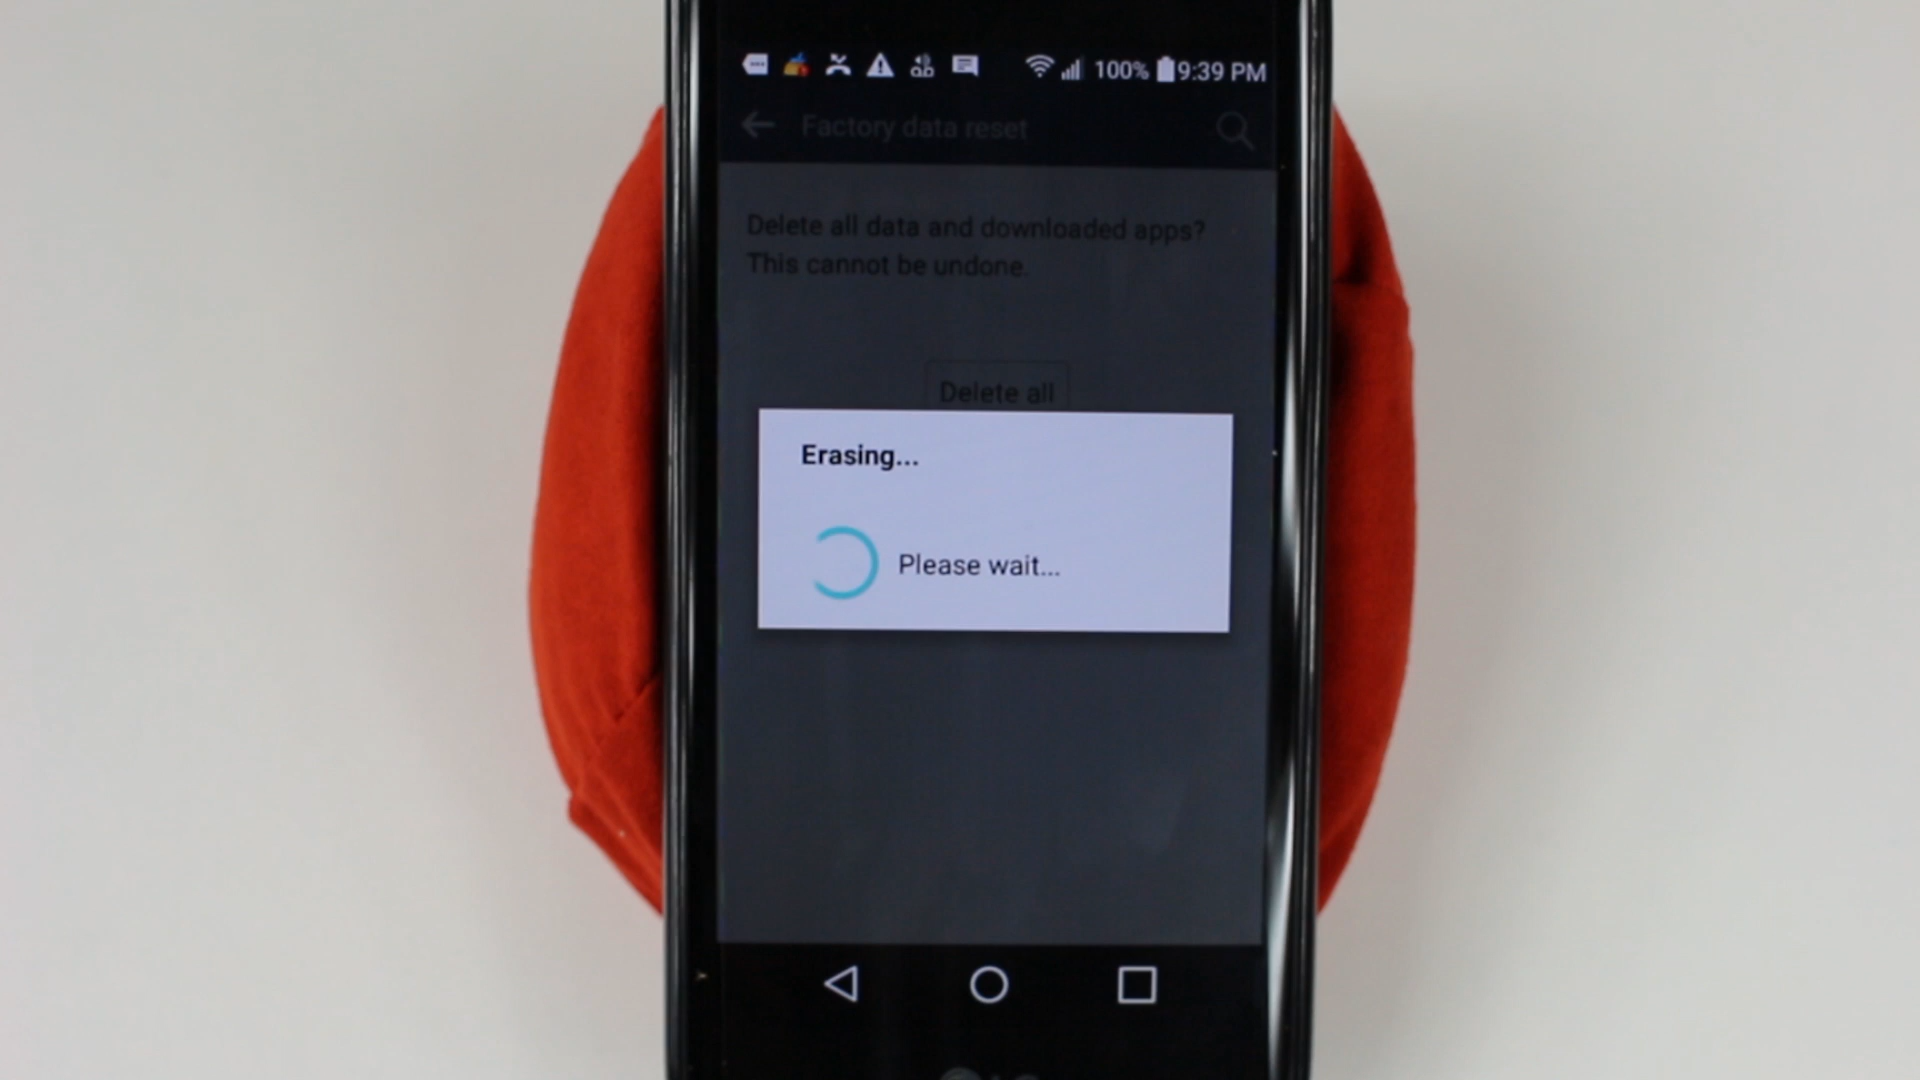 100% 9:39 PM
Factory data reset
Delete all data and downloaded apps?
This cannot be undone.
Delete all
Erasing...
Please wait...